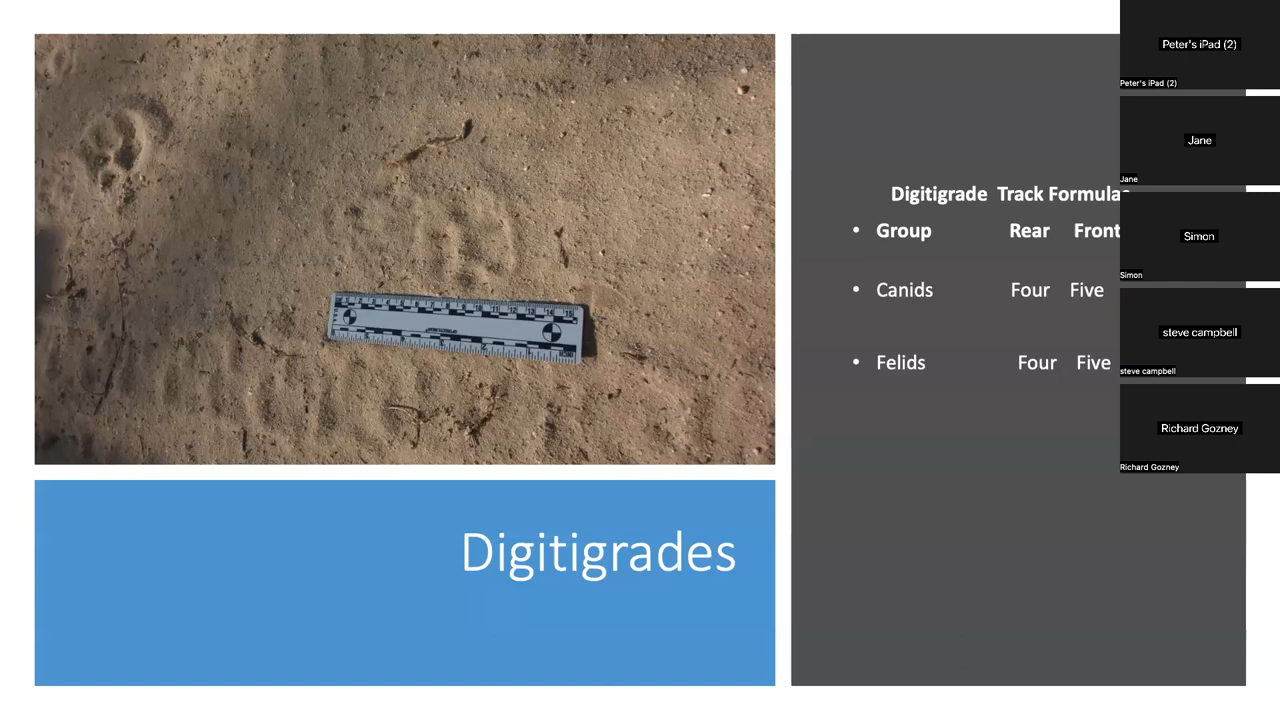 Digitigrade Track Formulas
• Group Rear Front
• Canids Four Five
• Felids Four Five
Digitigrades
Peter's iPad (2)
Peter's iPad (2)
Jane
Jane
Simon
Simon
steve campbell
steve campbell
Richard Gozney
Richard Gozney